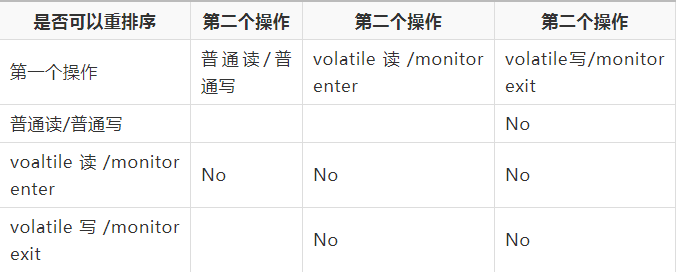 是否可以重排序 第二个操作 第二个操作 第二个操作
第一个操作 普通读/普通写 volatile 读 /monitor enter volatile写/monitor exit
普通读/普通写 No
voaltile 读 /monitor enter No No No
volatile 写 /monitor exit No No